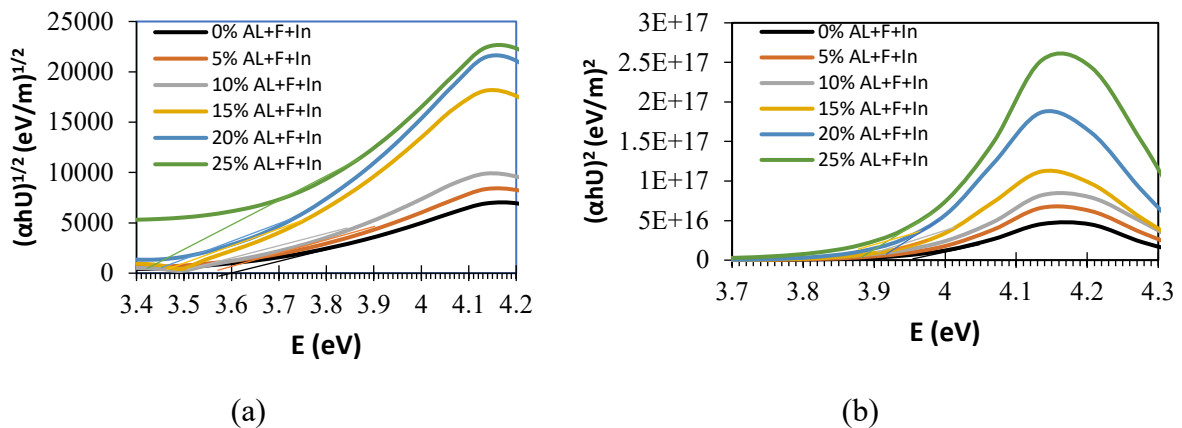 (αhU)^1/2 (eV/m)^1/2
25000
20000
15000
10000
5000
0
0% AL+F+In
5% AL+F+In
10% AL+F+In
15% AL+F+In
20% AL+F+In
25% AL+F+In
3.4 3.5 3.6 3.7 3.8 3.9 4 4.1 4.2
E (eV)
(a)
(αhU)² (eV/m)²
3E+17
2.5E+17
2E+17
1.5E+17
1E+17
5E+16
0
0% AL+F+In
5% AL+F+In
10% AL+F+In
15% AL+F+In
20% AL+F+In
25% AL+F+In
3.7 3.8 3.9 4 4.1 4.2 4.3
E (eV)
(b)